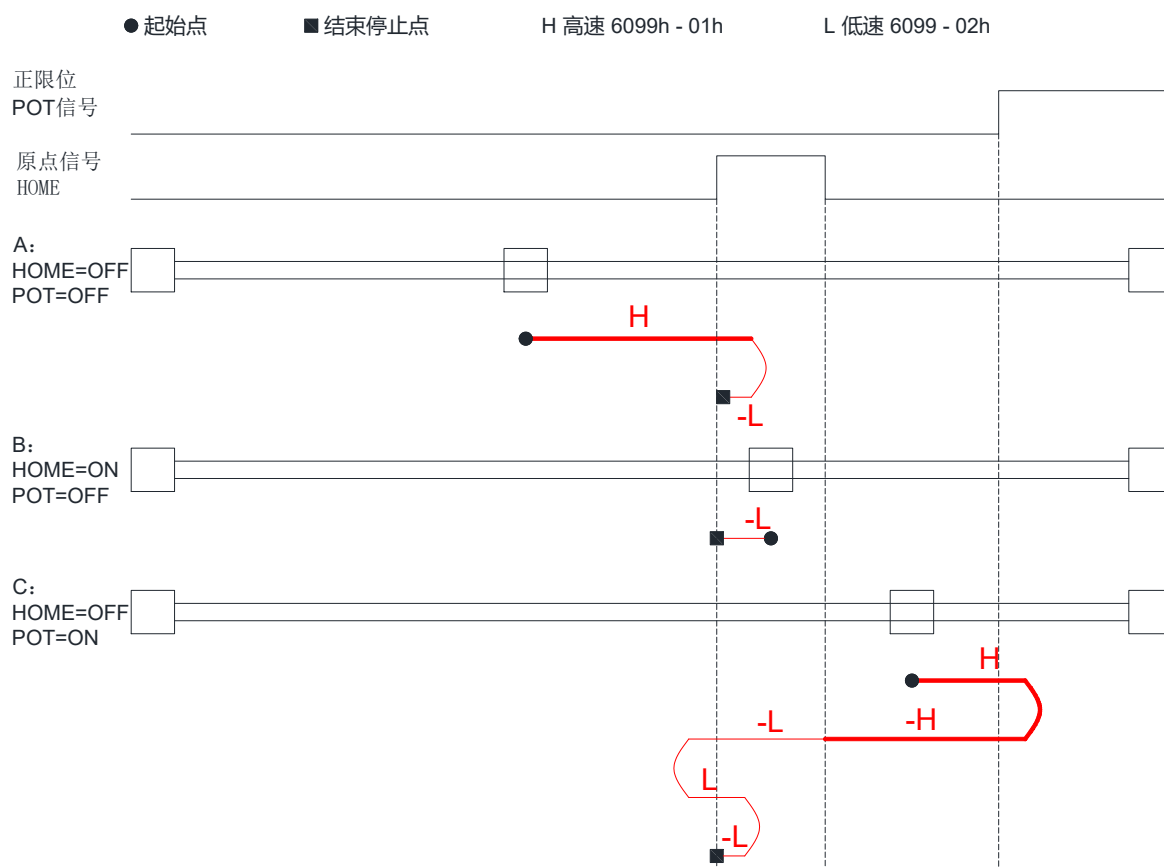 起始点
结束停止点
H 高速 6099h - 01h
L 低速 6099 - 02h
正限位
POT信号
原点信号
HOME
A:
HOME=OFF
POT=OFF
H
-L
B:
HOME=ON
POT=OFF
-L
C:
HOME=OFF
POT=ON
H
-H
-L
L
-L